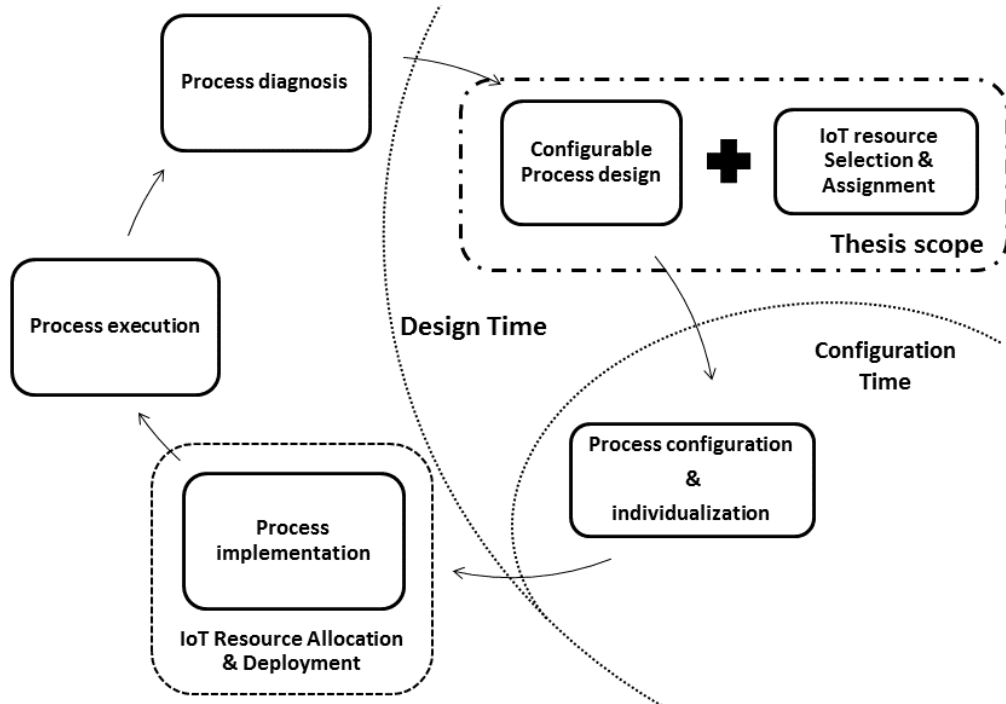 Process diagnosis
Configurable
Process design
IoT resource
Selection &
Assignment
Thesis scope
Process execution
Design Time
Configuration
Time
Process configuration
&
individualization
Process
implementation
IoT Resource Allocation
& Deployment